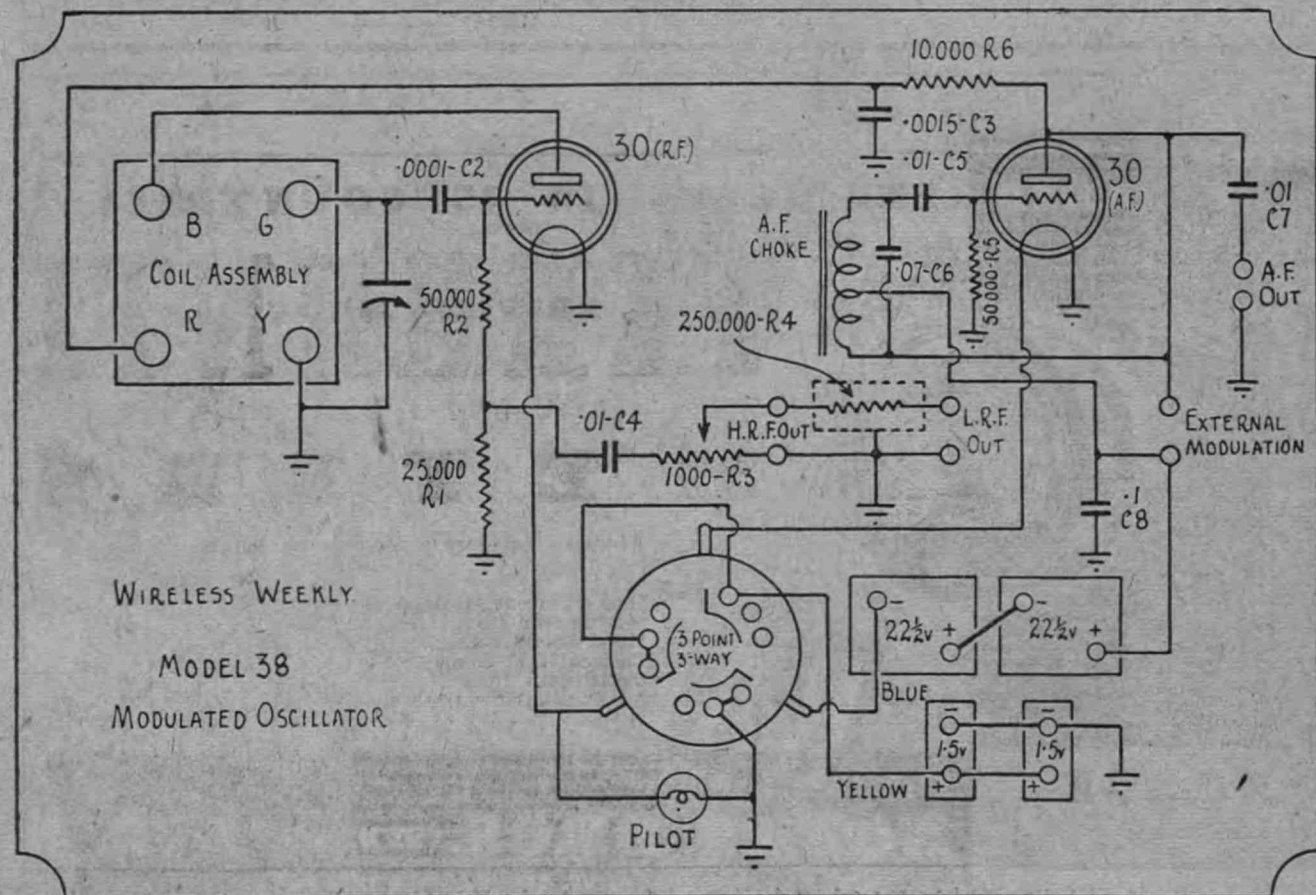 10.000 R6
·0015-C3
·0001-C2
30 (R.F.)
·01-C5
30
(A.F.)
·01
C7
B G
COIL ASSEMBLY
R Y
A.F.
CHOKE
·07-C6
50.000-R5
A.F.
OUT
50.000
R2
250.000-R4
·01-C4
H.R.F. OUT
L.R.F.
OUT
EXTERNAL
MODULATION
25.000
R1
1000-R3
·1
C8
WIRELESS WEEKLY.
MODEL 38
MODULATED OSCILLATOR
3 POINT
3-WAY
-
22½v +
-
22½v +
BLUE
- -
1·5v 1·5v
+ +
YELLOW
PILOT